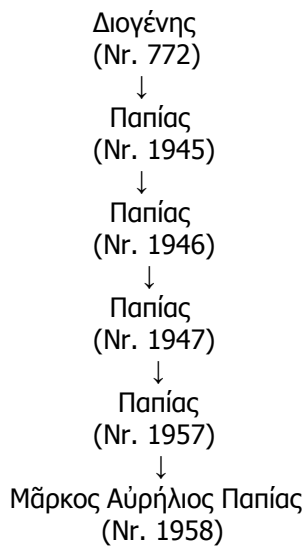 Διογένης
(Nr. 772)
↓
Παπίας
(Nr. 1945)
↓
Παπίας
(Nr. 1946)
↓
Παπίας
(Nr. 1947)
↓
Παπίας
(Nr. 1957)
↓
Μᾶρκος Αὐρήλιος Παπίας
(Nr. 1958)